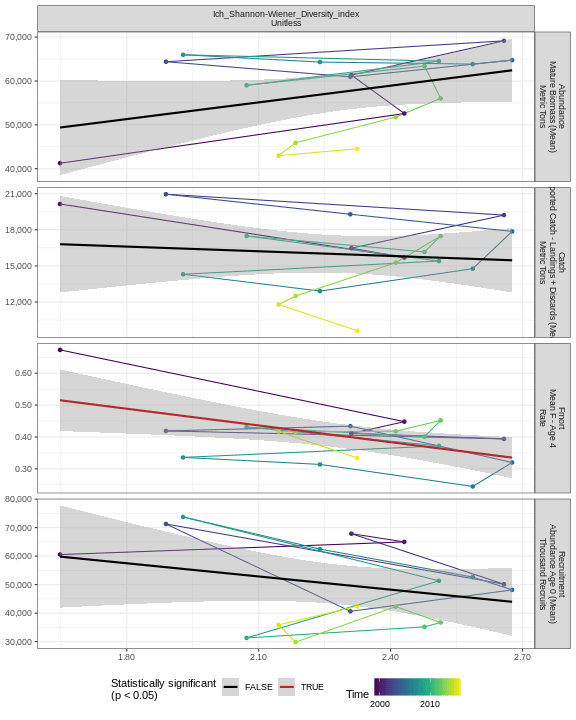 Ich_Shannon-Wiener_Diversity_index
Unitless
70,000
60,000
50,000
40,000
Abundance
Mature Biomass (Mean)
Metric Tons
21,000
18,000
15,000
12,000
Catch
ported Catch - Landings + Discards (Me
Metric Tons
0.60
0.50
0.40
0.30
Fmort
Mean F - Age 4
Rate
80,000
70,000
60,000
50,000
40,000
30,000
Recruitment
Abundance Age 0 (Mean)
Thousand Recruits
1.80 2.10 2.40 2.70
Statistically significant
(p < 0.05)
FALSE TRUE
Time
2000 2010